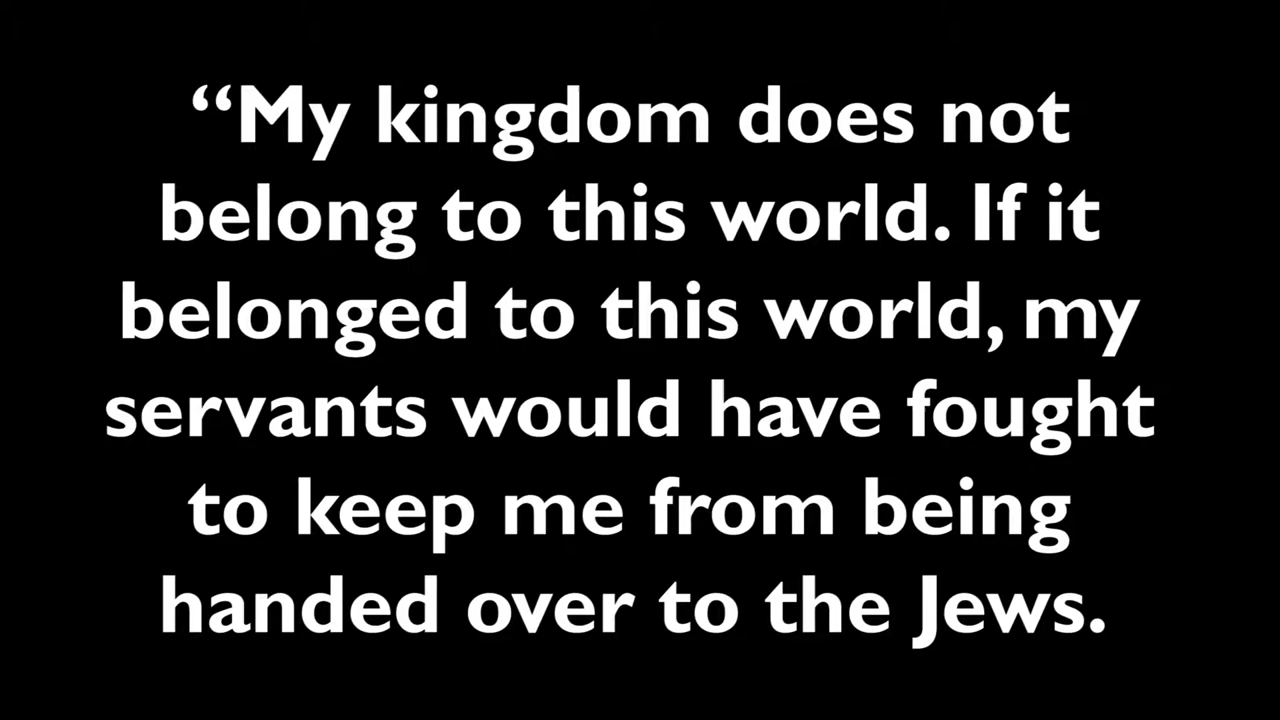 “My kingdom does not
belong to this world. If it
belonged to this world, my
servants would have fought
to keep me from being
handed over to the Jews.